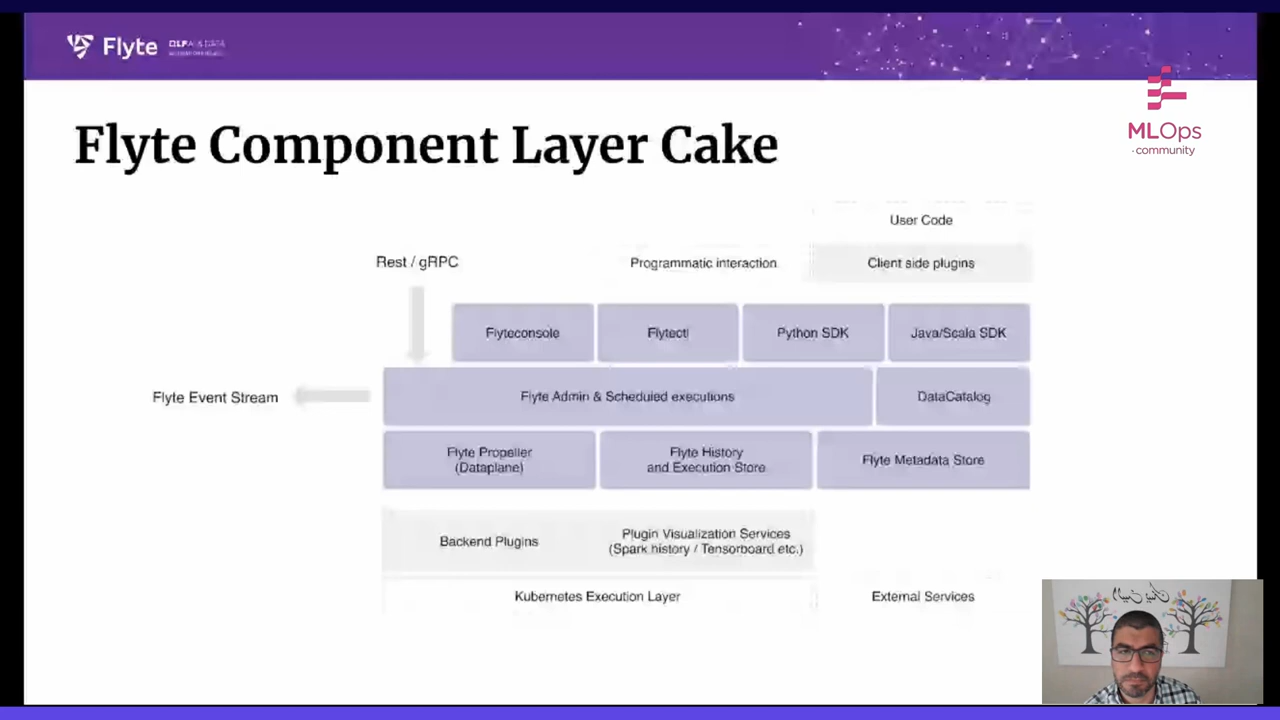 Flyte
MLOps
community
Flyte Component Layer Cake
User Code
Rest / gRPC
Programmatic interaction
Client side plugins
Flyteconsole
Flytectl
Python SDK
Java/Scala SDK
Flyte Event Stream
Flyte Admin & Scheduled executions
DataCatalog
Flyte Propeller
(Dataplane)
Flyte History
and Execution Store
Flyte Metadata Store
Backend Plugins
Plugin Visualization Services
(Spark history / Tensorboard etc.)
Kubernetes Execution Layer
External Services